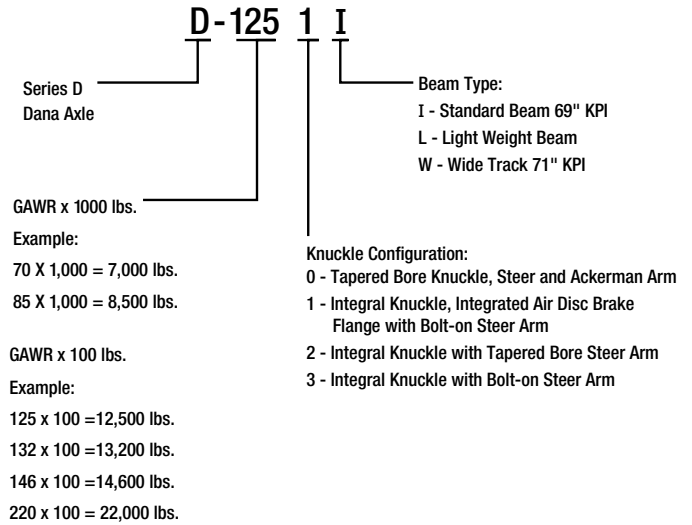 D-125 1 I
Series D
Dana Axle
Beam Type:
I - Standard Beam 69" KPI
L - Light Weight Beam
W - Wide Track 71" KPI
GAWR x 1000 lbs.
Example:
70 X 1,000 = 7,000 lbs.
85 X 1,000 = 8,500 lbs.
GAWR x 100 lbs.
Example:
125 x 100 =12,500 lbs.
132 x 100 =13,200 lbs.
146 x 100 =14,600 lbs.
220 x 100 = 22,000 lbs.
Knuckle Configuration:
0 - Tapered Bore Knuckle, Steer and Ackerman Arm
1 - Integral Knuckle, Integrated Air Disc Brake
Flange with Bolt-on Steer Arm
2 - Integral Knuckle with Tapered Bore Steer Arm
3 - Integral Knuckle with Bolt-on Steer Arm